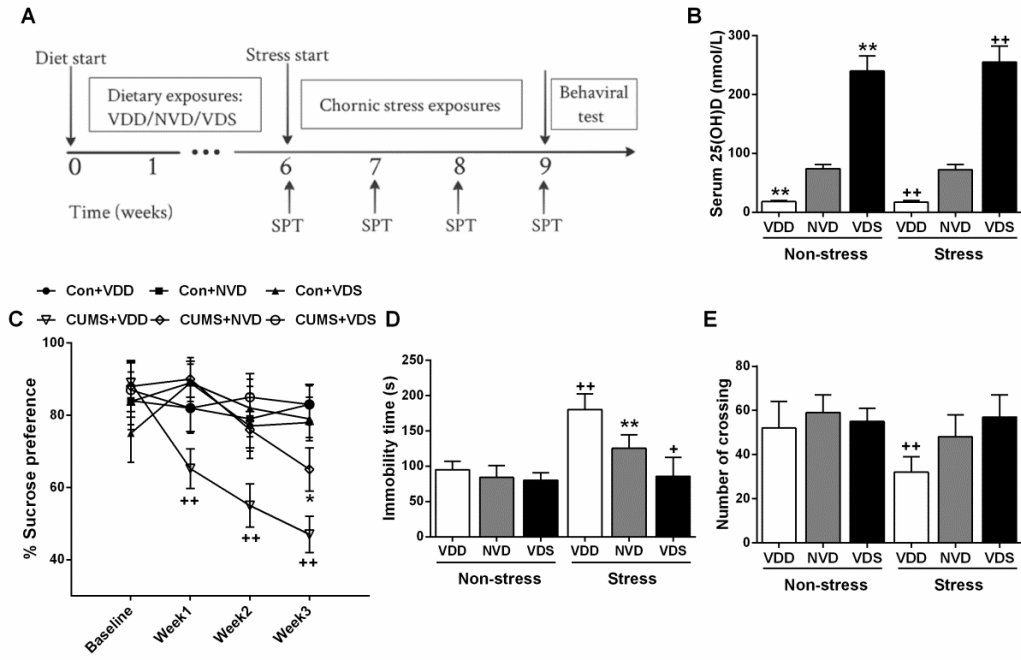 A
Diet start
Stress start
Dietary exposures:
VDD/NVD/VDS
Chornic stress exposures
Behaviral
test
0 1 6 7 8 9
Time (weeks)
SPT SPT SPT SPT
B
Serum 25(OH)D (nmol/L)
300
200
100
0
**
**
++
++
VDD NVD VDS VDD NVD VDS
Non-stress Stress
Con+VDD Con+NVD Con+VDS
CUMS+VDD CUMS+NVD CUMS+VDS
C
% Sucrose preference
100
80
60
40
++
++
*
++
Baseline
Week1
Week2
Week3
D
Immobility time (s)
250
200
150
100
50
0
++
**
+
VDD NVD VDS VDD NVD VDS
Non-stress Stress
E
Number of crossing
80
60
40
20
0
++
VDD NVD VDS VDD NVD VDS
Non-stress Stress